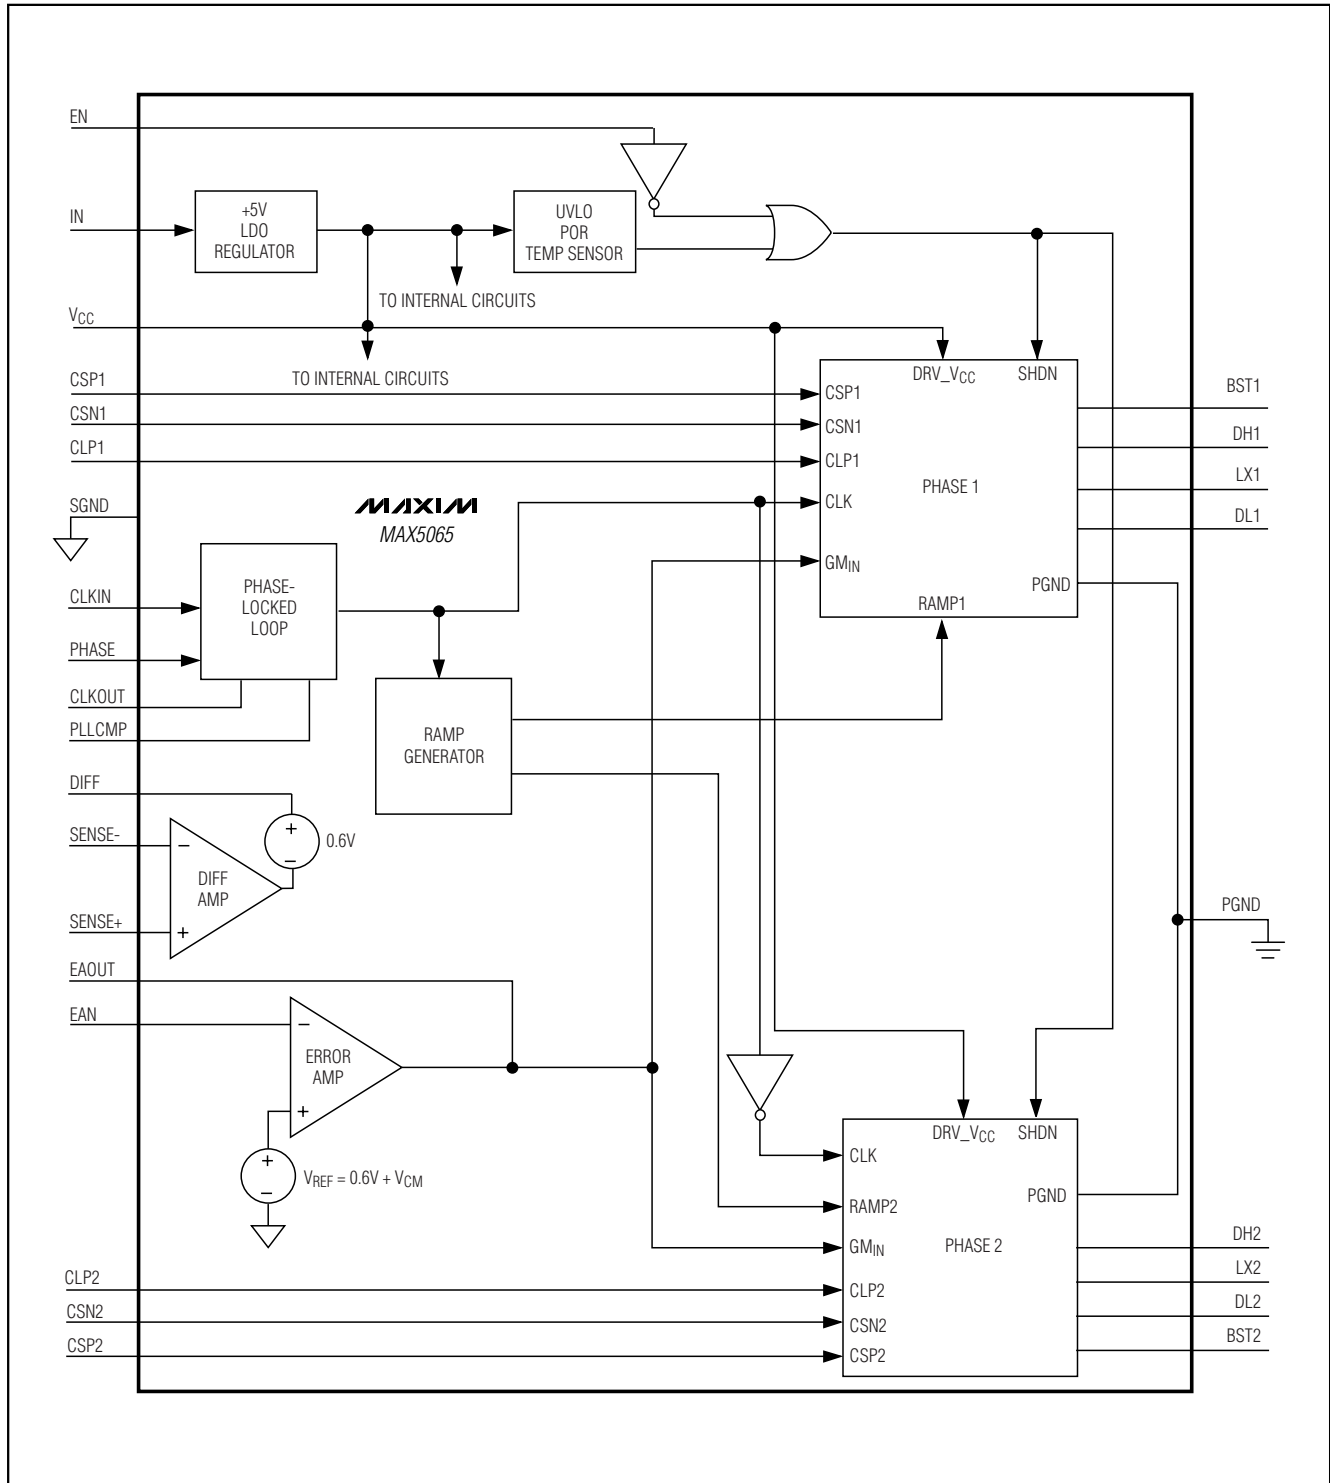 EN
IN
+5V
LDO
REGULATOR
UVLO
POR
TEMP SENSOR
TO INTERNAL CIRCUITS
VCC
TO INTERNAL CIRCUITS
CSP1
CSN1
CLP1
SGND
MAXIM
MAX5065
DRV_VCC
SHDN
CSP1
CSN1
CLP1
CLK
GMIN
PHASE 1
RAMP1
PGND
BST1
DH1
LX1
DL1
CLKIN
PHASE
CLKOUT
PLLCMP
PHASE-
LOCKED
LOOP
RAMP
GENERATOR
DIFF
SENSE-
SENSE+
+
−
0.6V
−
DIFF
AMP
+
PGND
EAOUT
EAN
−
ERROR
AMP
+
+
−
VREF = 0.6V + VCM
DRV_VCC
SHDN
CLK
RAMP2
GMIN
CLP2
CSN2
CSP2
PHASE 2
PGND
CLP2
CSN2
CSP2
DH2
LX2
DL2
BST2